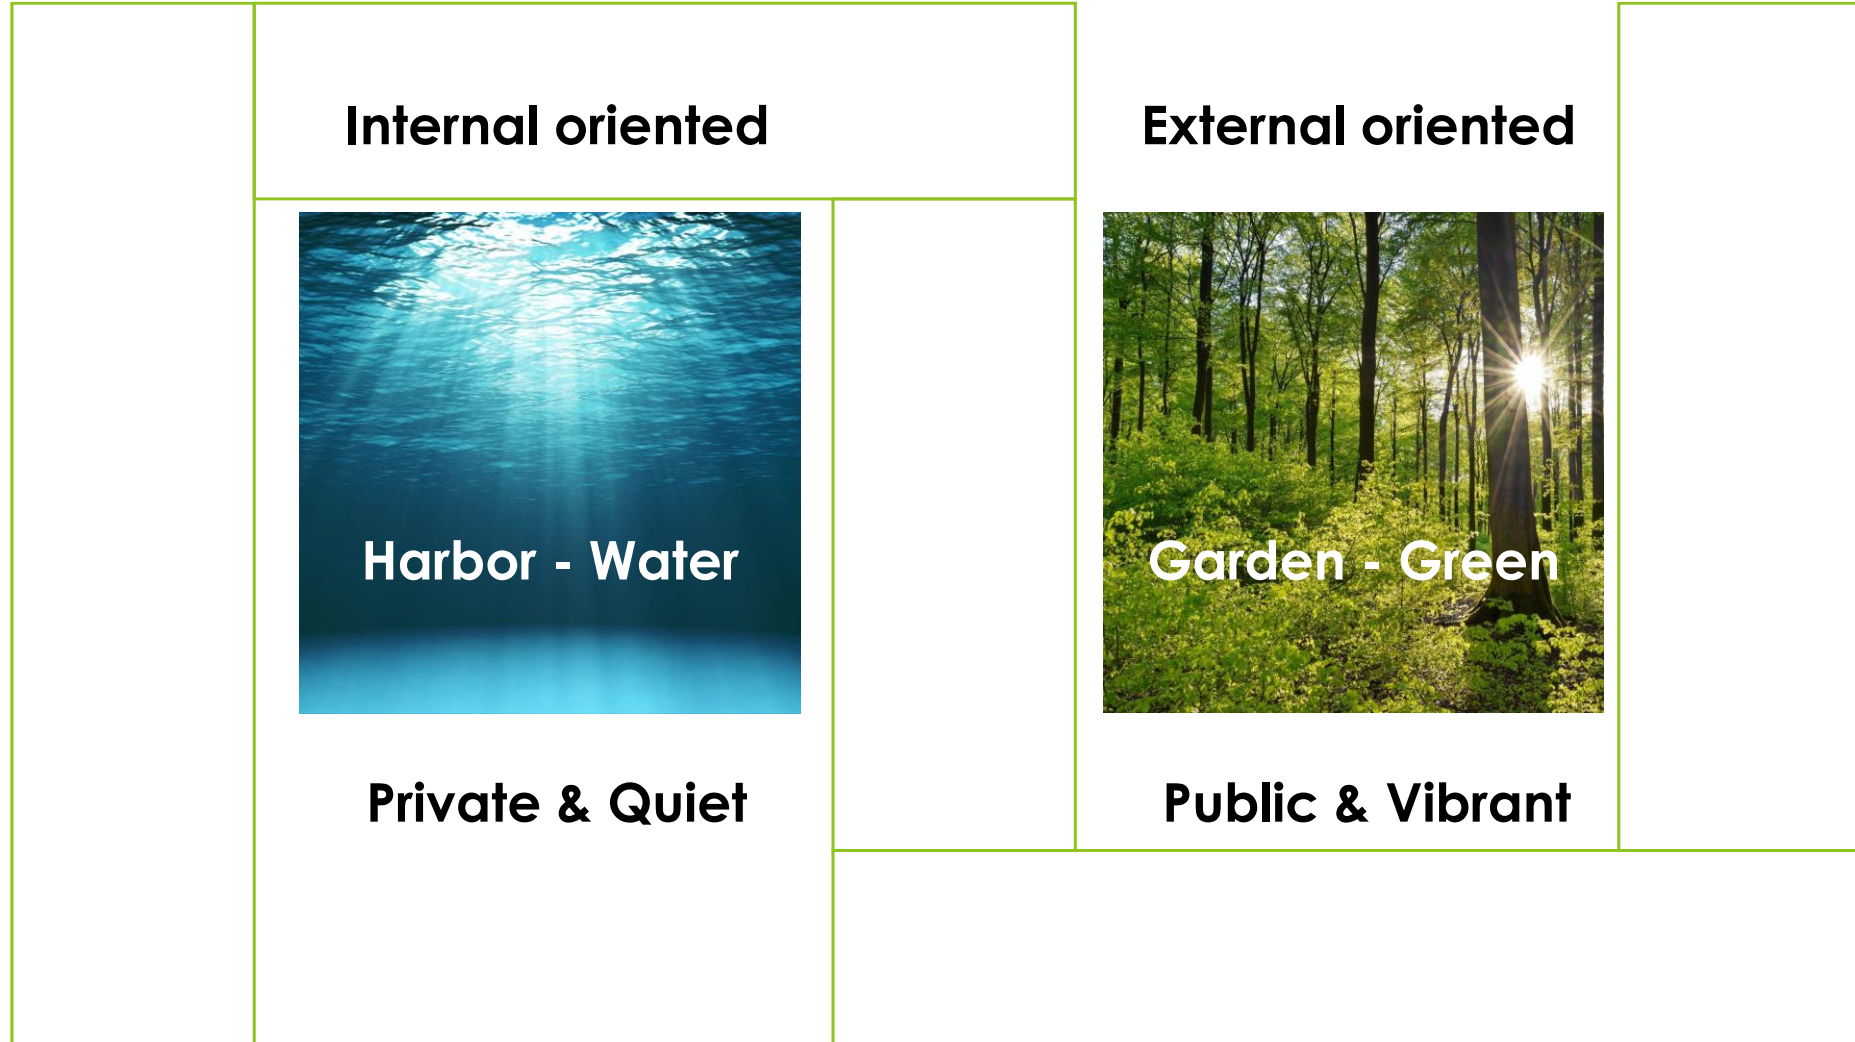 Internal oriented
External oriented
Harbor - Water
Garden - Green
Private & Quiet
Public & Vibrant